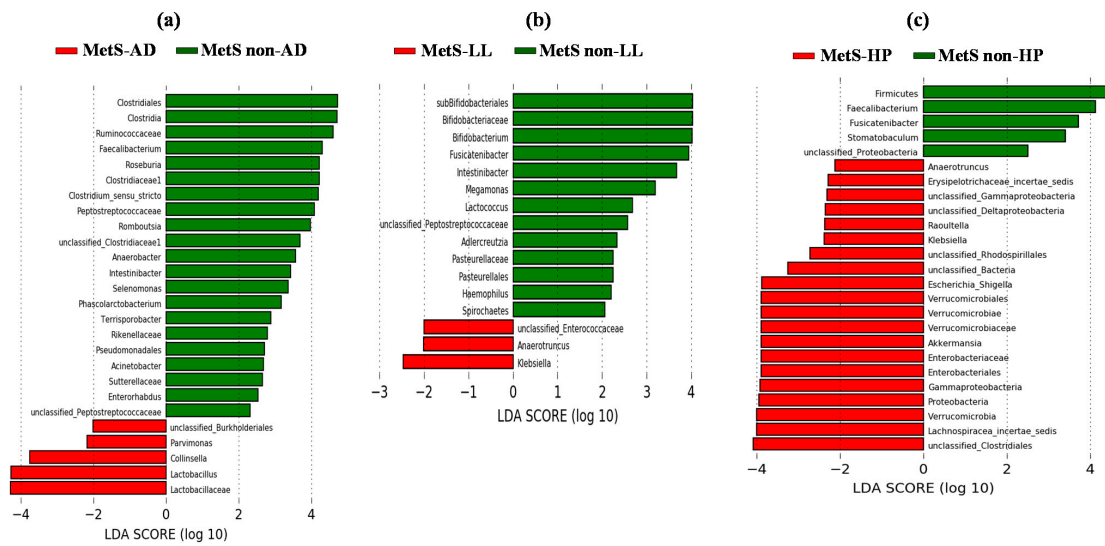 (a)
MetS-AD MetS non-AD
Clostridiales
Clostridia
Ruminococcaceae
Faecalibacterium
Roseburia
Clostridiaceae1
Clostridium_sensu_stricto
Peptostreptococcaceae
Romboutsia
unclassified_Clostridiaceae1
Anaerobacter
Intestinibacter
Selenomonas
Phascolarctobacterium
Terrisporobacter
Rikenellaceae
Pseudomonadales
Acinetobacter
Sutterellaceae
Enterorhabdus
unclassified_Peptostreptococcaceae
unclassified_Burkholderiales
Parvimonas
Collinsella
Lactobacillus
Lactobacillaceae
−4 −2 0 2 4
LDA SCORE (log 10)
(b)
MetS-LL MetS non-LL
subBifidobacteriales
Bifidobacteriaceae
Bifidobacterium
Fusicatenibacter
Intestinibacter
Megamonas
Lactococcus
unclassified_Peptostreptococcaceae
Adlercreutzia
Pasteurellaceae
Pasteurellales
Haemophilus
Spirochaetes
unclassified_Enterococcaceae
Anaerotruncus
Klebsiella
−3 −2 −1 0 1 2 3 4
LDA SCORE (log 10)
(c)
MetS-HP MetS non-HP
Firmicutes
Faecalibacterium
Fusicatenibacter
Stomatobaculum
unclassified_Proteobacteria
Anaerotruncus
Erysipelotrichaceae_incertae_sedis
unclassified_Gammaproteobacteria
unclassified_Deltaproteobacteria
Raoultella
Klebsiella
unclassified_Rhodospirillales
unclassified_Bacteria
Escherichia_Shigella
Verrucomicrobiales
Verrucomicrobiae
Verrucomicrobiaceae
Akkermansia
Enterobacteriaceae
Enterobacteriales
Gammaproteobacteria
Proteobacteria
Verrucomicrobia
Lachnospiracea_incertae_sedis
unclassified_Clostridiales
−4 −2 0 2 4
LDA SCORE (log 10)